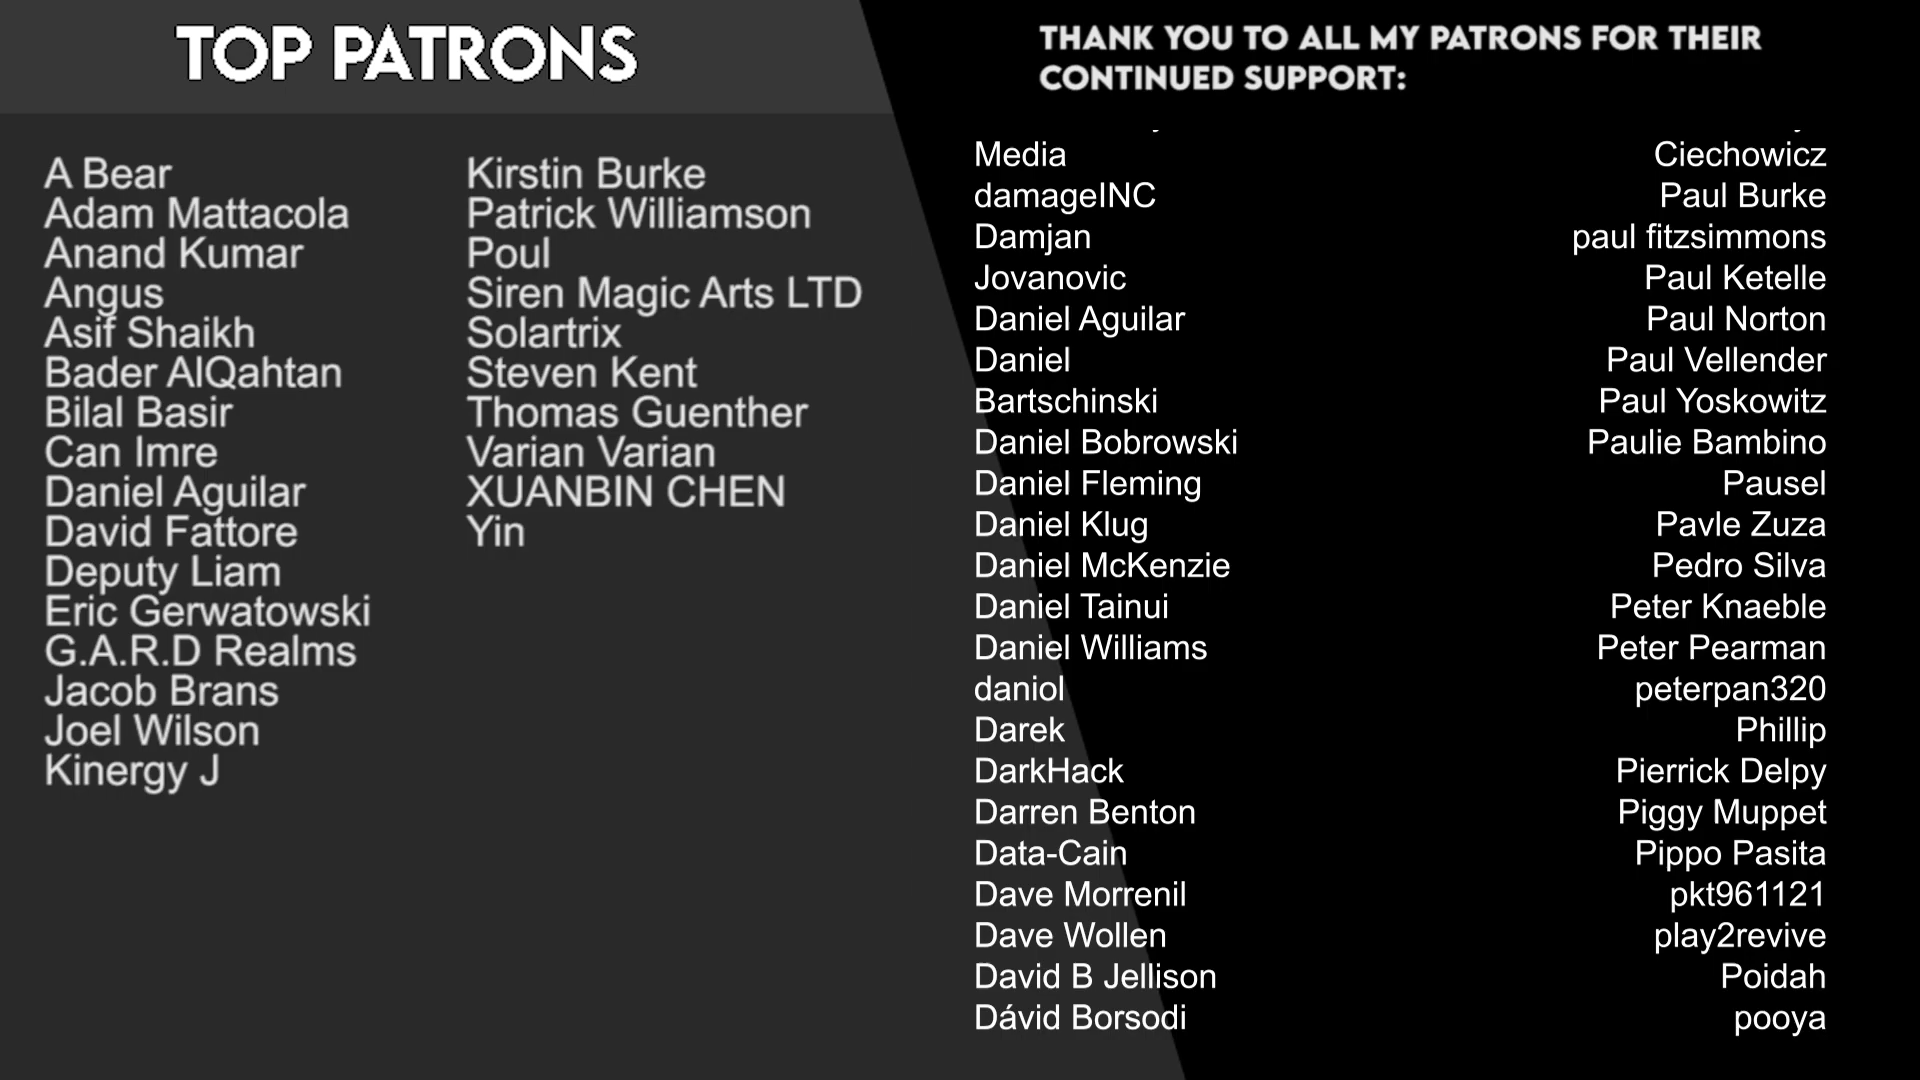 TOP PATRONS
A Bear
Adam Mattacola
Anand Kumar
Angus
Asif Shaikh
Bader AlQahtan
Bilal Basir
Can Imre
Daniel Aguilar
David Fattore
Deputy Liam
Eric Gerwatowski
G.A.R.D Realms
Jacob Brans
Joel Wilson
Kinergy J
Kirstin Burke
Patrick Williamson
Poul
Siren Magic Arts LTD
Solartrix
Steven Kent
Thomas Guenther
Varian Varian
XUANBIN CHEN
Yin
THANK YOU TO ALL MY PATRONS FOR THEIR
CONTINUED SUPPORT:
Media
damageINC
Damjan
Jovanovic
Daniel Aguilar
Daniel
Bartschinski
Daniel Bobrowski
Daniel Fleming
Daniel Klug
Daniel McKenzie
Daniel Tainui
Daniel Williams
daniol
Darek
DarkHack
Darren Benton
Data-Cain
Dave Morrenil
Dave Wollen
David B Jellison
Dávid Borsodi
Ciechowicz
Paul Burke
paul fitzsimmons
Paul Ketelle
Paul Norton
Paul Vellender
Paul Yoskowitz
Paulie Bambino
Pausel
Pavle Zuza
Pedro Silva
Peter Knaeble
Peter Pearman
peterpan320
Phillip
Pierrick Delpy
Piggy Muppet
Pippo Pasita
pkt961121
play2revive
Poidah
pooya